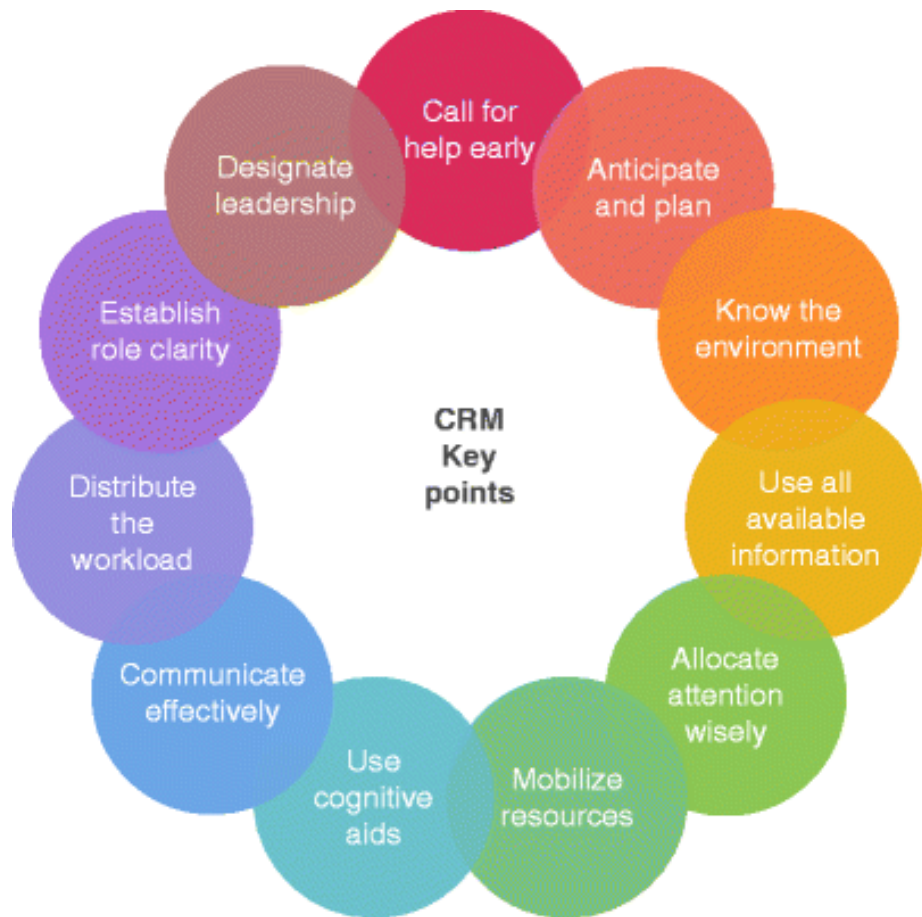 Call for
help early
Anticipate
and plan
Know the
environment
Use all
available
information
Allocate
attention
wisely
Mobilize
resources
Use
cognitive
aids
Communicate
effectively
Distribute
the
workload
Establish
role clarity
Designate
leadership
CRM
Key
points